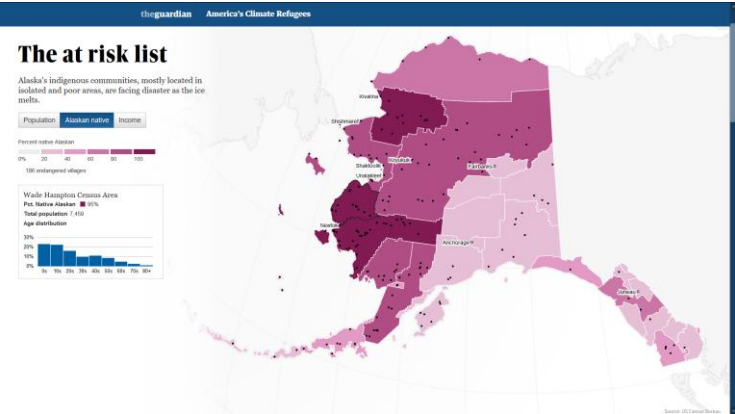 theguardian America's Climate Refugees
The at risk list
Alaska's indigenous communities, mostly located in
isolated and poor areas, are facing disaster as the ice
melts.
Population Alaskan native Income
Percent native Alaskan
0% 20 40 60 80 100
186 endangered villages
Wade Hampton Census Area
Pct. Native Alaskan 95%
Total population 7,459
Age distribution
30%
20%
10%
0%
0s 10s 20s 30s 40s 50s 60s 70s 80+
Kivalina
Shishmaref
Koyukuk
Shaktoolik
Unalakleet
Fairbanks
Newtok
Anchorage
Juneau
Source: US Census Bureau